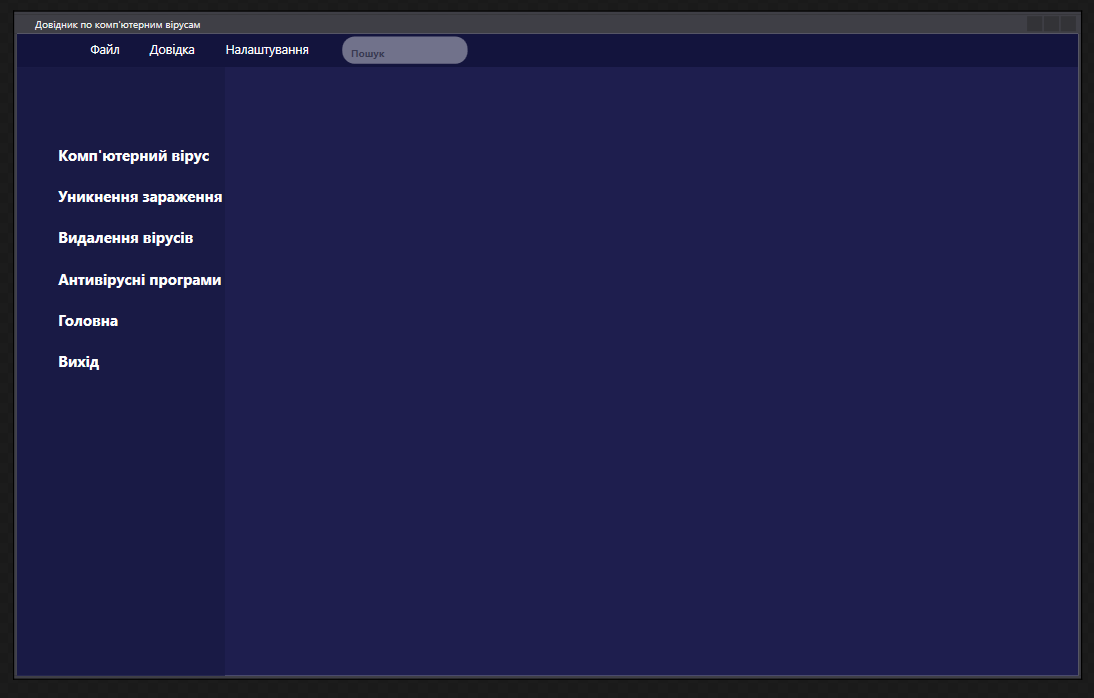 Довідник по комп'ютерним вірусам
Файл Довідка Налаштування Пошук
Комп'ютерний вірус
Уникнення зараження
Видалення вірусів
Антивірусні програми
Головна
Вихід